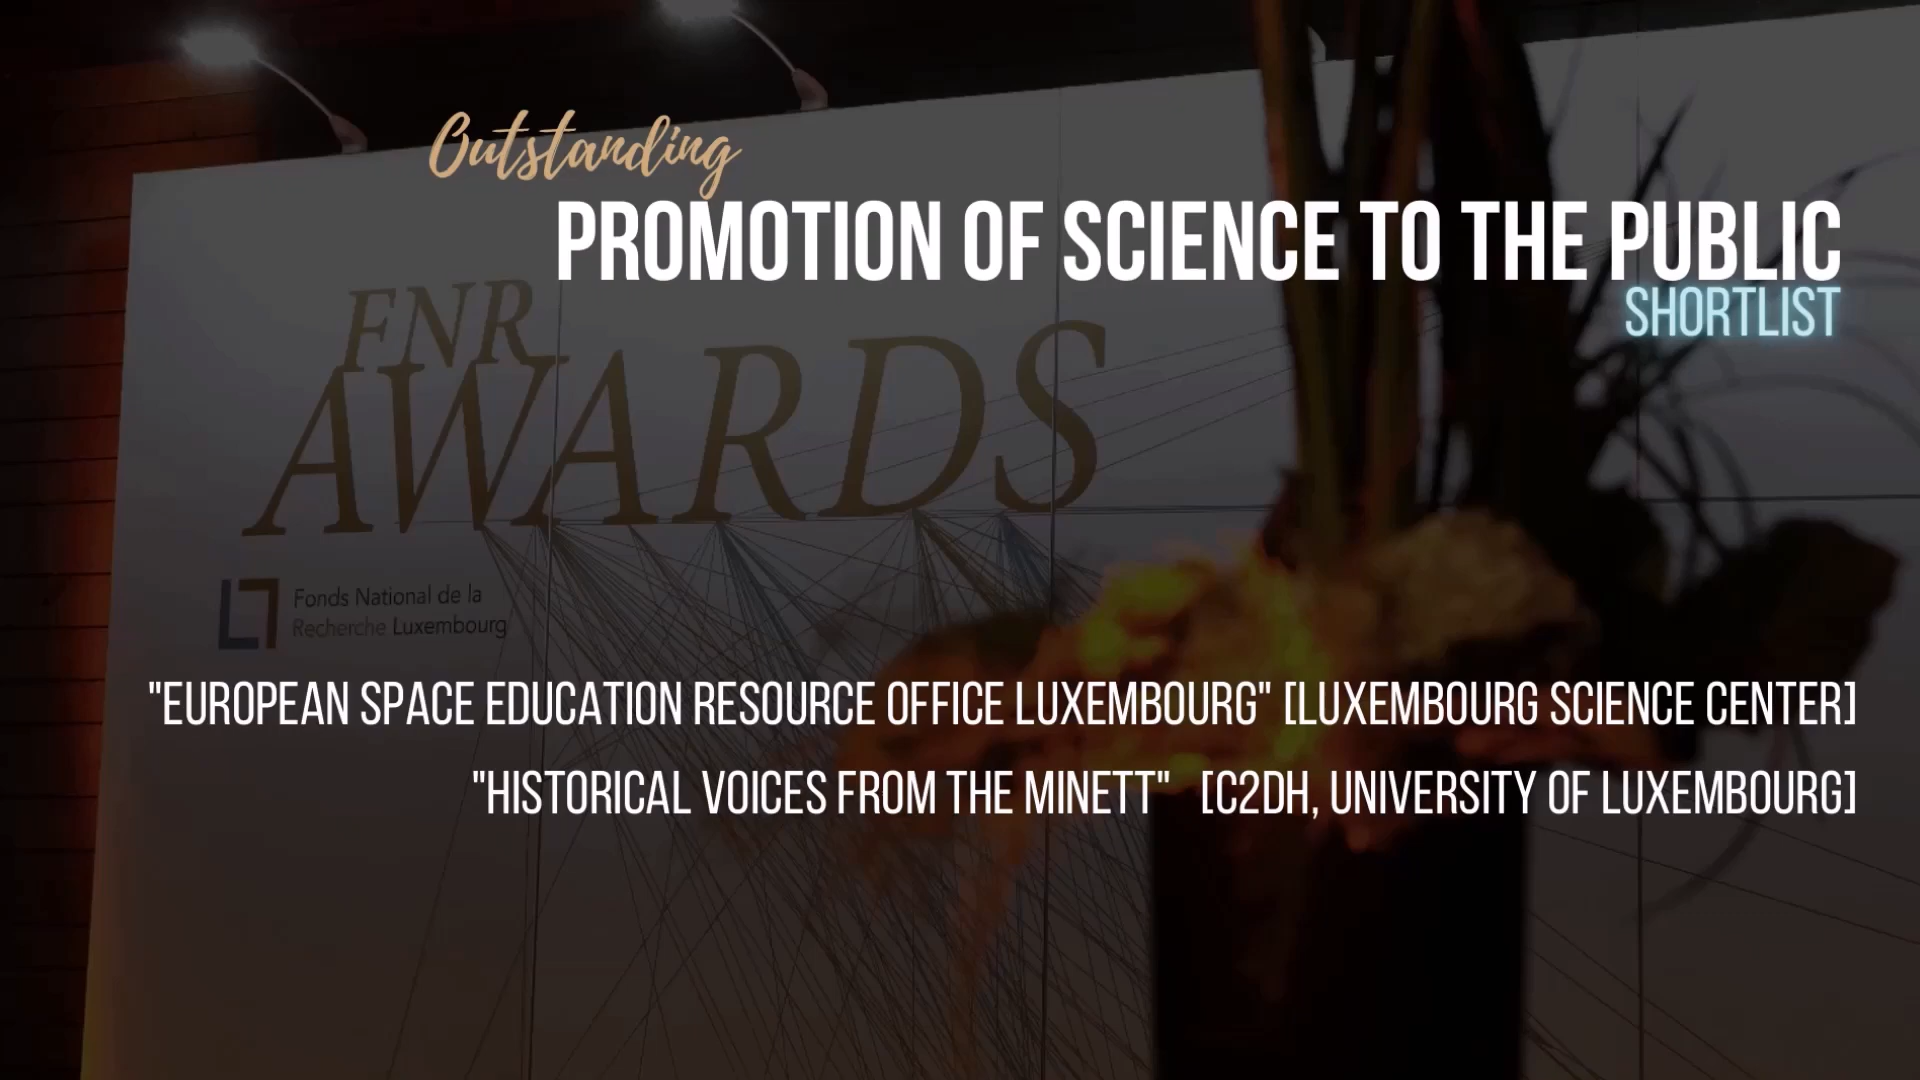 Outstanding
PROMOTION OF SCIENCE TO THE PUBLIC
SHORTLIST
FNR
AWARDS
Fonds National de la
Recherche Luxembourg
"EUROPEAN SPACE EDUCATION RESOURCE OFFICE LUXEMBOURG" [LUXEMBOURG SCIENCE CENTER]
"HISTORICAL VOICES FROM THE MINETT" [C2DH, UNIVERSITY OF LUXEMBOURG]